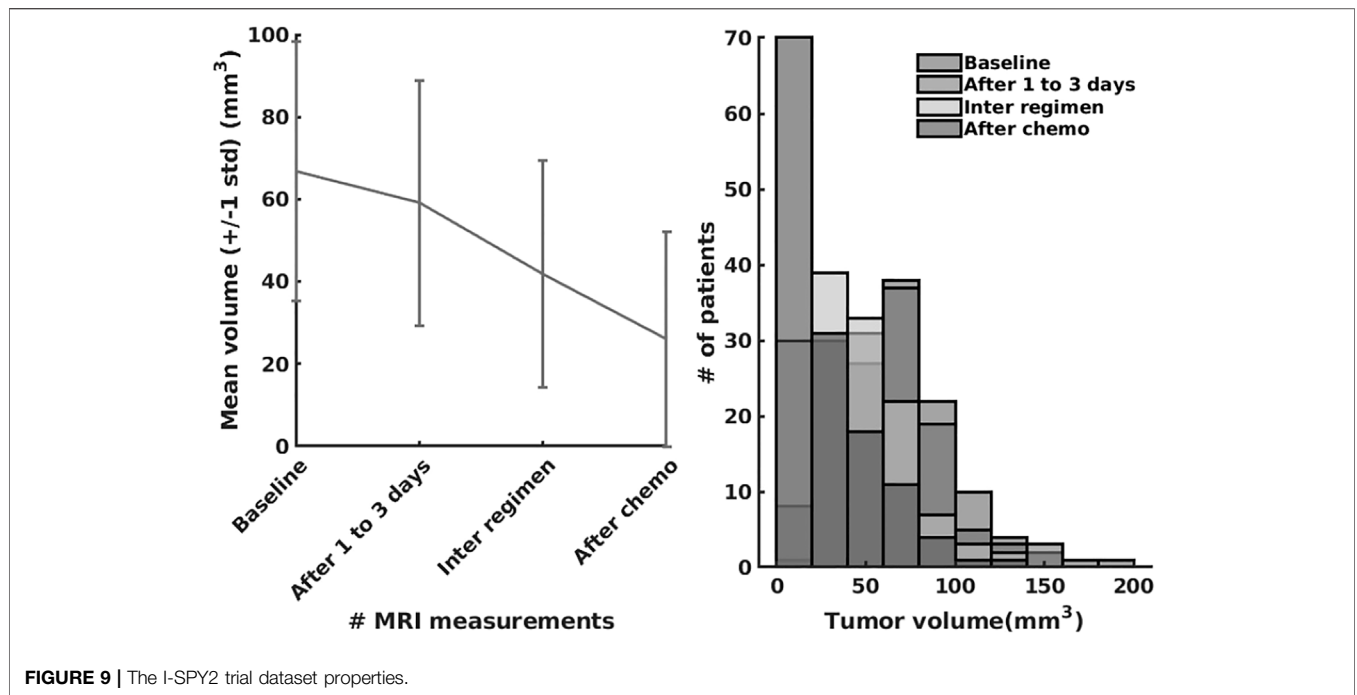 Mean volume (+/-1 std) (mm3)
100
80
60
40
20
0
Baseline
After 1 to 3 days
Inter regimen
After chemo
# MRI measurements
# of patients
70
60
50
40
30
20
10
0
Baseline
After 1 to 3 days
Inter regimen
After chemo
0
50
100
150
200
Tumor volume(mm3)
FIGURE 9 | The I-SPY2 trial dataset properties.